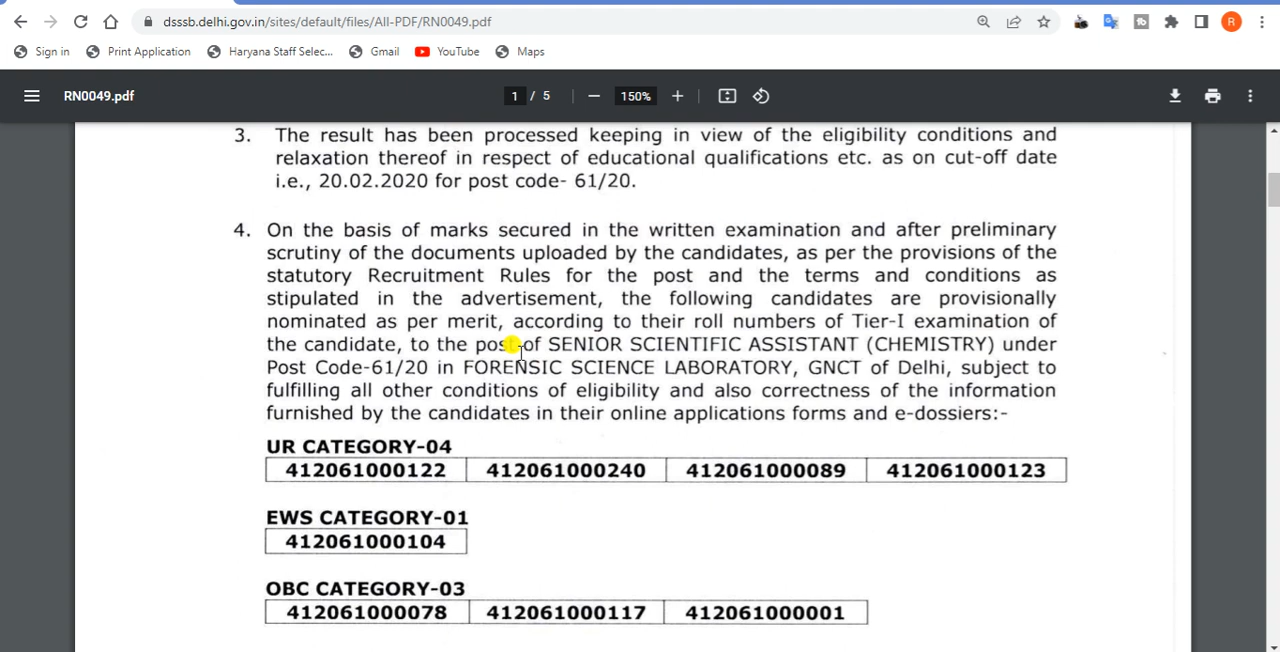 dsssb.delhi.gov.in/sites/default/files/All-PDF/RN0049.pdf
R
Sign in Print Application Haryana Staff Selec... Gmail YouTube Maps
RN0049.pdf 1 / 5 150%
3. The result has been processed keeping in view of the eligibility conditions and
relaxation thereof in respect of educational qualifications etc. as on cut-off date
i.e., 20.02.2020 for post code- 61/20.
4. On the basis of marks secured in the written examination and after preliminary
scrutiny of the documents uploaded by the candidates, as per the provisions of the
statutory Recruitment Rules for the post and the terms and conditions as
stipulated in the advertisement, the following candidates are provisionally
nominated as per merit, according to their roll numbers of Tier-I examination of
the candidate, to the post of SENIOR SCIENTIFIC ASSISTANT (CHEMISTRY) under
Post Code-61/20 in FORENSIC SCIENCE LABORATORY, GNCT of Delhi, subject to
fulfilling all other conditions of eligibility and also correctness of the information
furnished by the candidates in their online applications forms and e-dossiers:-
UR CATEGORY-04
412061000122 412061000240 412061000089 412061000123
EWS CATEGORY-01
412061000104
OBC CATEGORY-03
412061000078 412061000117 412061000001